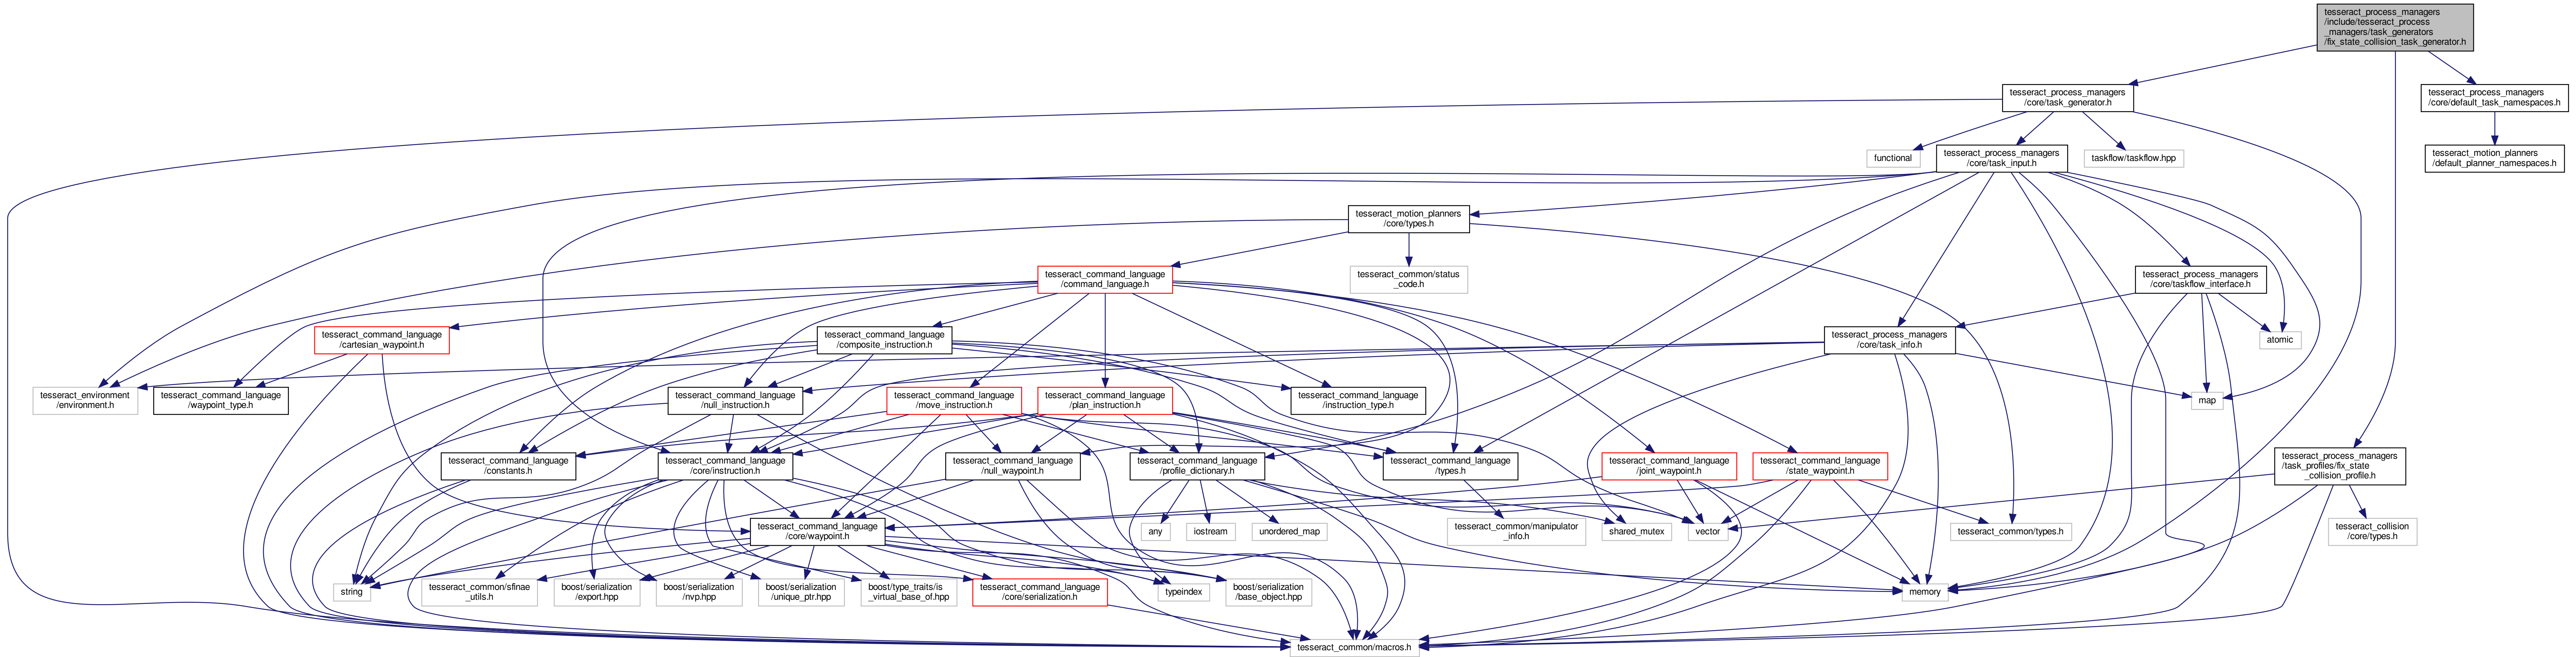 tesseract_process_managers
/include/tesseract_process
_managers/task_generators
/fix_state_collision_task_generator.h
tesseract_process_managers
/core/task_generator.h
tesseract_process_managers
/core/default_task_namespaces.h
functional
tesseract_process_managers
/core/task_input.h
taskflow/taskflow.hpp
tesseract_motion_planners
/default_planner_namespaces.h
tesseract_motion_planners
/core/types.h
tesseract_command_language
/command_language.h
tesseract_common/status
_code.h
tesseract_process_managers
/core/taskflow_interface.h
tesseract_command_language
/cartesian_waypoint.h
tesseract_command_language
/composite_instruction.h
tesseract_process_managers
/core/task_info.h
atomic
tesseract_environment
/environment.h
tesseract_command_language
/waypoint_type.h
tesseract_command_language
/null_instruction.h
tesseract_command_language
/move_instruction.h
tesseract_command_language
/plan_instruction.h
tesseract_command_language
/instruction_type.h
map
tesseract_command_language
/constants.h
tesseract_command_language
/core/instruction.h
tesseract_command_language
/null_waypoint.h
tesseract_command_language
/profile_dictionary.h
tesseract_command_language
/types.h
tesseract_command_language
/joint_waypoint.h
tesseract_command_language
/state_waypoint.h
tesseract_process_managers
/task_profiles/fix_state
_collision_profile.h
tesseract_command_language
/core/waypoint.h
any
iostream
unordered_map
tesseract_common/manipulator
_info.h
shared_mutex
vector
tesseract_common/types.h
tesseract_collision
/core/types.h
string
tesseract_common/sfinae
_utils.h
boost/serialization
/export.hpp
boost/serialization
/nvp.hpp
boost/serialization
/unique_ptr.hpp
boost/type_traits/is
_virtual_base_of.hpp
tesseract_command_language
/core/serialization.h
typeindex
boost/serialization
/base_object.hpp
memory
tesseract_common/macros.h